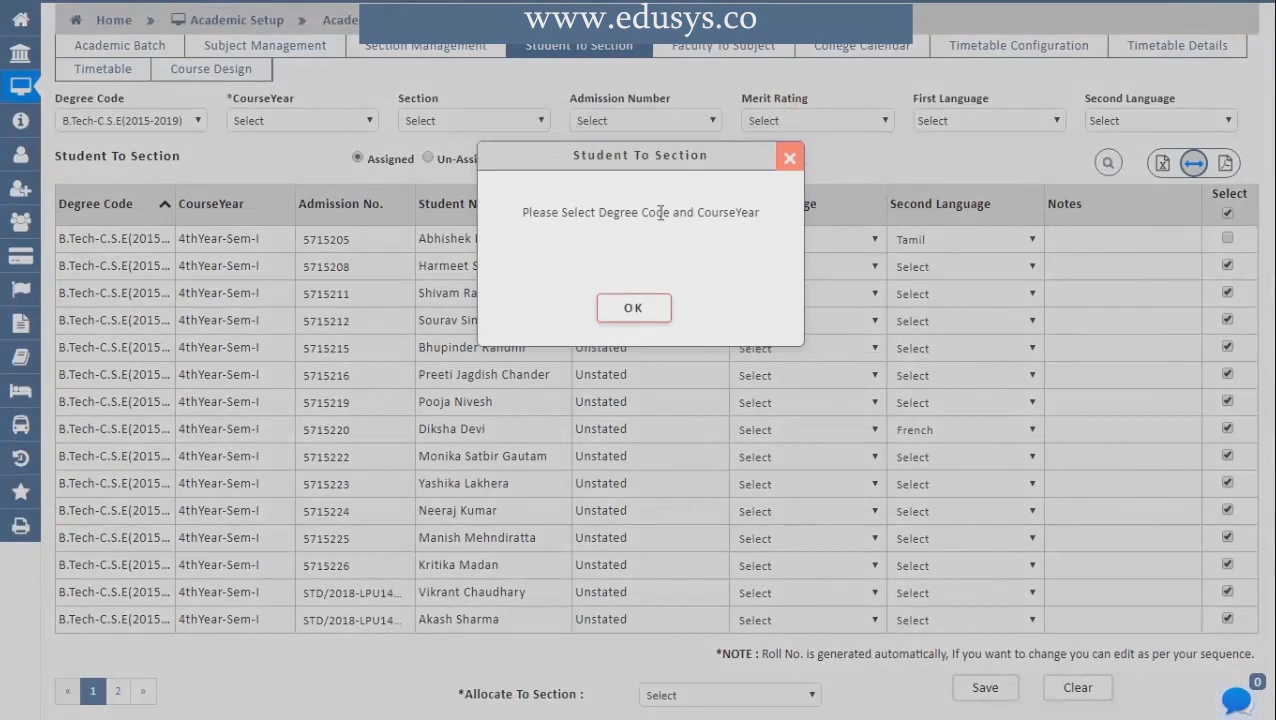 www.edusys.co
Home » Academic Setup »
Academic Batch Subject Management Section Management Student To Section Faculty To Subject College Calendar Timetable Configuration Timetable Details
Timetable Course Design
Degree Code *CourseYear Section Admission Number Merit Rating First Language Second Language
B.Tech-C.S.E(2015-2019) Select Select Select Select Select Select
Student To Section Assigned
Student To Section
Please Select Degree Code and CourseYear
OK
Degree Code CourseYear Admission No. Second Language Notes Select
B.Tech-C.S.E(2015... 4thYear-Sem-I 5715205 Abhishek Tamil
B.Tech-C.S.E(2015... 4thYear-Sem-I 5715208 Harmeet Select
B.Tech-C.S.E(2015... 4thYear-Sem-I 5715211 Shivam Select
B.Tech-C.S.E(2015... 4thYear-Sem-I 5715212 Sourav Select
B.Tech-C.S.E(2015... 4thYear-Sem-I 5715215 Bhupinder Unstated Select Select
B.Tech-C.S.E(2015... 4thYear-Sem-I 5715216 Preeti Jagdish Chander Unstated Select Select
B.Tech-C.S.E(2015... 4thYear-Sem-I 5715219 Pooja Nivesh Unstated Select Select
B.Tech-C.S.E(2015... 4thYear-Sem-I 5715220 Diksha Devi Unstated Select French
B.Tech-C.S.E(2015... 4thYear-Sem-I 5715222 Monika Satbir Gautam Unstated Select Select
B.Tech-C.S.E(2015... 4thYear-Sem-I 5715223 Yashika Lakhera Unstated Select Select
B.Tech-C.S.E(2015... 4thYear-Sem-I 5715224 Neeraj Kumar Unstated Select Select
B.Tech-C.S.E(2015... 4thYear-Sem-I 5715225 Manish Mehndiratta Unstated Select Select
B.Tech-C.S.E(2015... 4thYear-Sem-I 5715226 Kritika Madan Unstated Select Select
B.Tech-C.S.E(2015... 4thYear-Sem-I STD/2018-LPU14... Vikrant Chaudhary Unstated Select Select
B.Tech-C.S.E(2015... 4thYear-Sem-I STD/2018-LPU14... Akash Sharma Unstated Select Select
*NOTE : Roll No. is generated automatically, If you want to change you can edit as per your sequence.
« 1 2 » *Allocate To Section : Select Save Clear
0